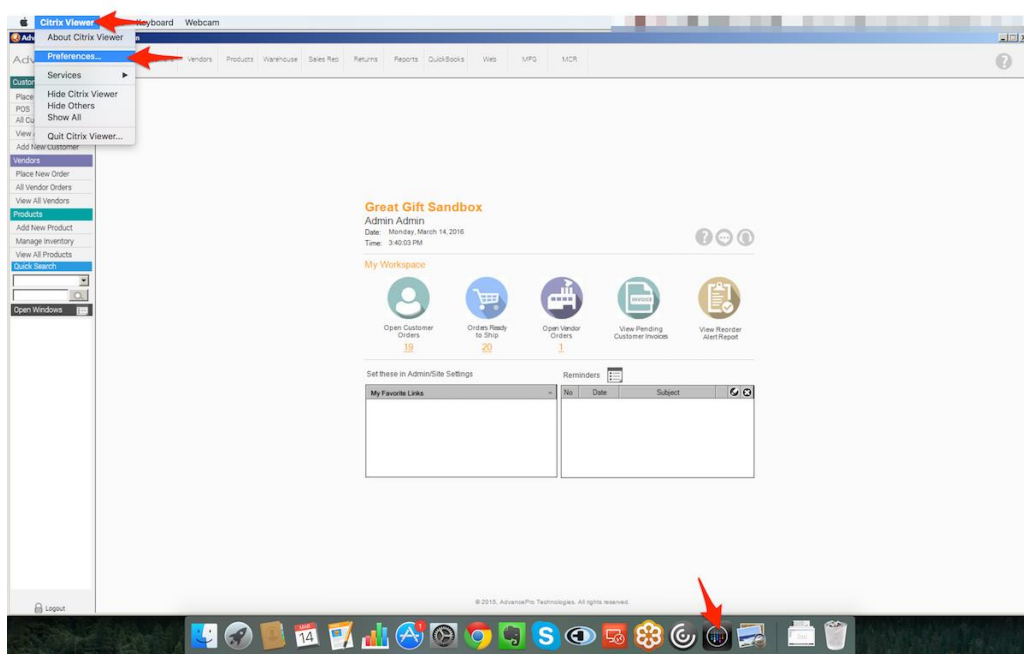 Citrix Viewer Keyboard Webcam
About Citrix Viewer
Preferences...
Services
Hide Citrix Viewer
Hide Others
Show All
Quit Citrix Viewer...
Vendors Products Warehouse Sales Rep Returns Reports QuickBooks Web MFG MCR
Place
POS
All Cu
View
Add New Customer
Vendors
Place New Order
All Vendor Orders
View All Vendors
Products
Add New Product
Manage Inventory
View All Products
Quick Search
Open Windows
Logout
Great Gift Sandbox
Admin Admin
Date: Monday, March 14, 2016
Time: 3:40:03 PM
My Workspace
Open Customer Orders
19
Orders Ready to Ship
20
Open Vendor Orders
1
View Pending Customer Invoices
INVOICE
View Reorder Alert Report
Set these in Admin/Site Settings
My Favorite Links
Reminders
No Date Subject
© 2015, AdvancePro Technologies. All rights reserved.
MAR
14